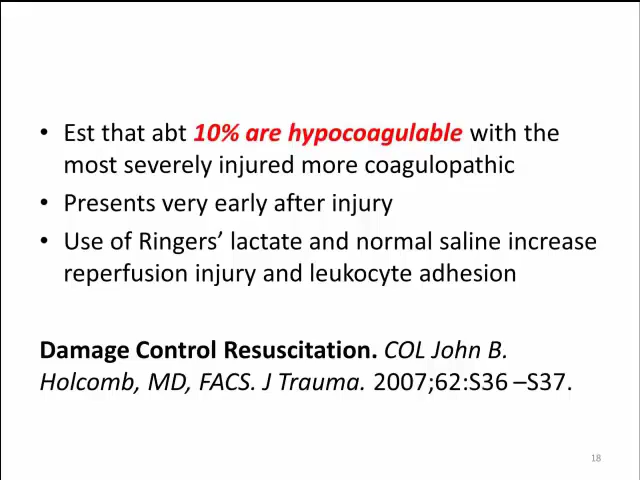 • Est that abt 10% are hypocoagulable with the
most severely injured more coagulopathic
• Presents very early after injury
• Use of Ringers’ lactate and normal saline increase
reperfusion injury and leukocyte adhesion
Damage Control Resuscitation. COL John B.
Holcomb, MD, FACS. J Trauma. 2007;62:S36 –S37.
18